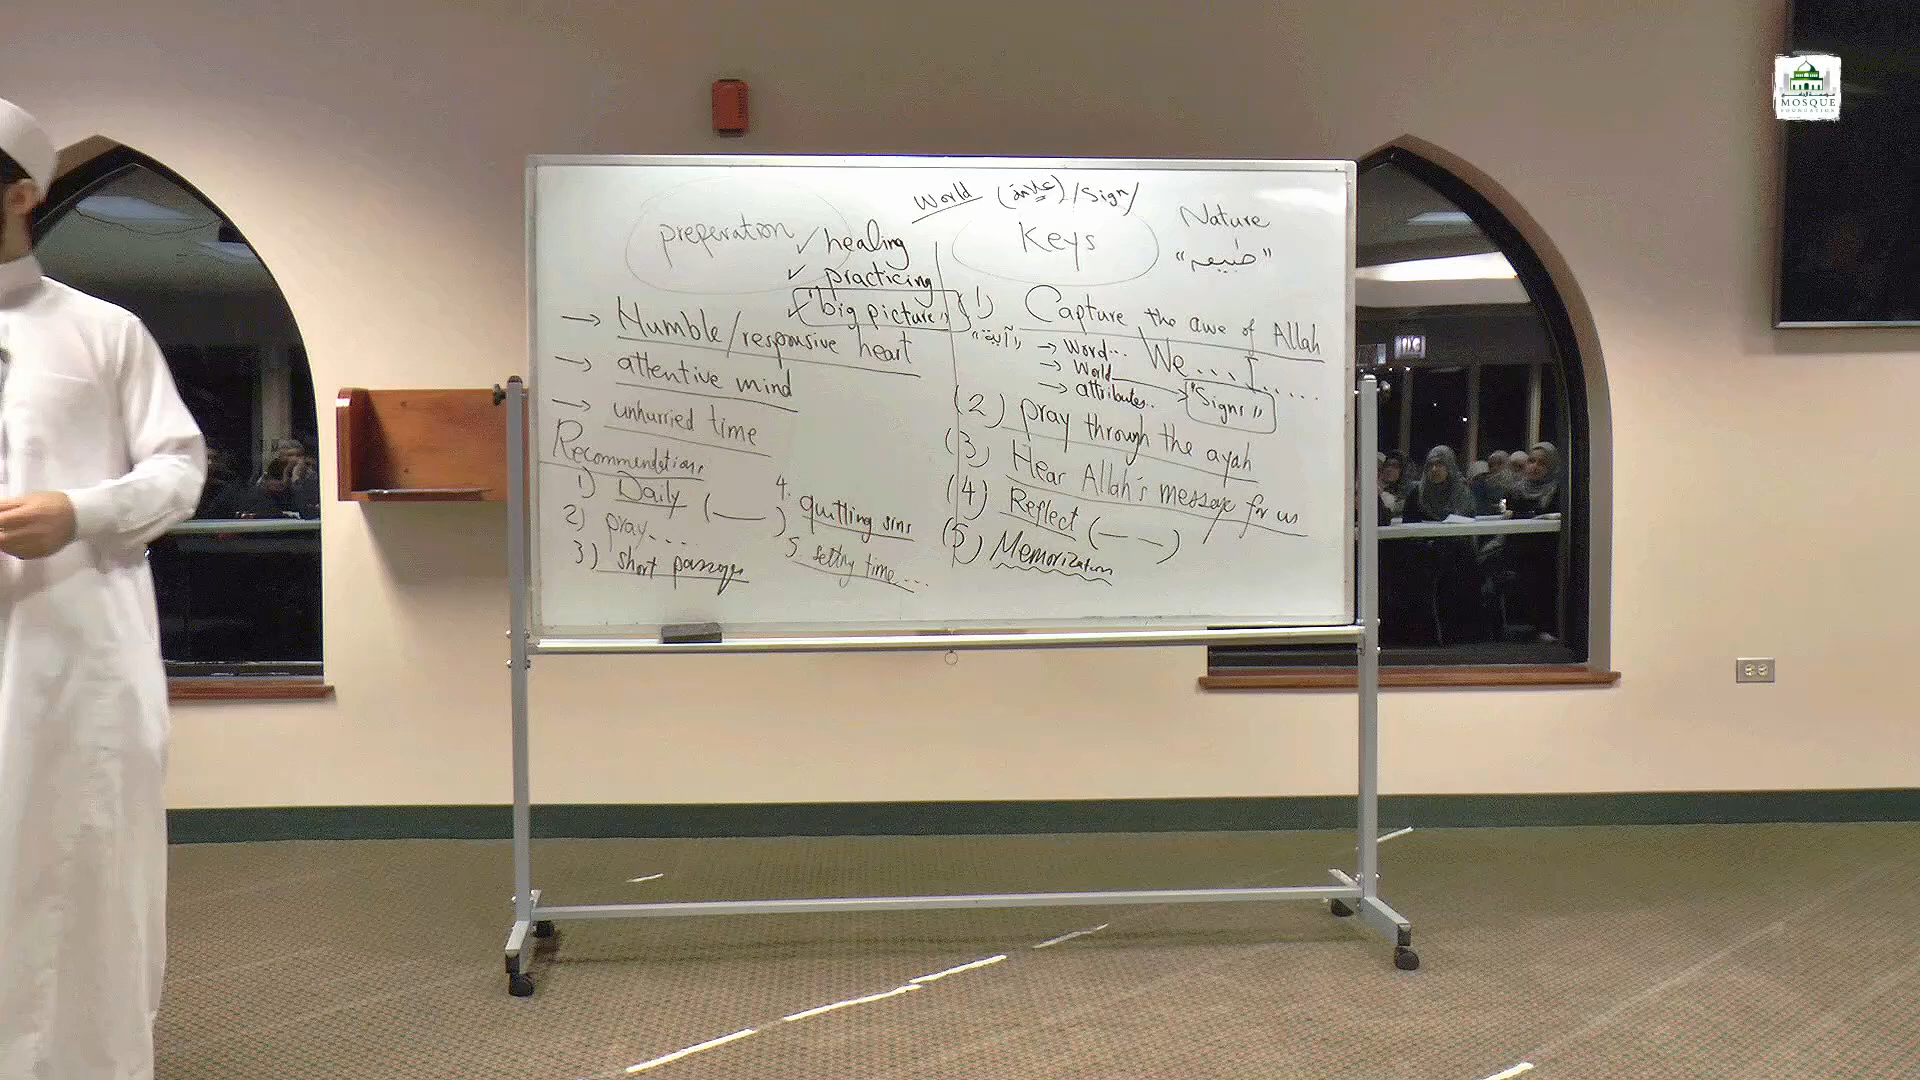 World (علامة) /Sign/
preperation
✓ healing
✓ practicing
✓ "big picture"
→ Humble/responsive heart
→ attentive mind
→ unhurried time
Recommendations
1) Daily (— )
2) pray....
3) short passages
4. quitting sins
5. setting time...
Keys
Nature
1) Capture the awe of Allah
"آية"
→ Word...
→ World
→ attributes..
We.... I.....
"Signs"
(2) pray through the ayah
(3) Hear Allah's message for us
(4) Reflect (— —)
(5) Memorization
MOSQUE
FOUNDATION